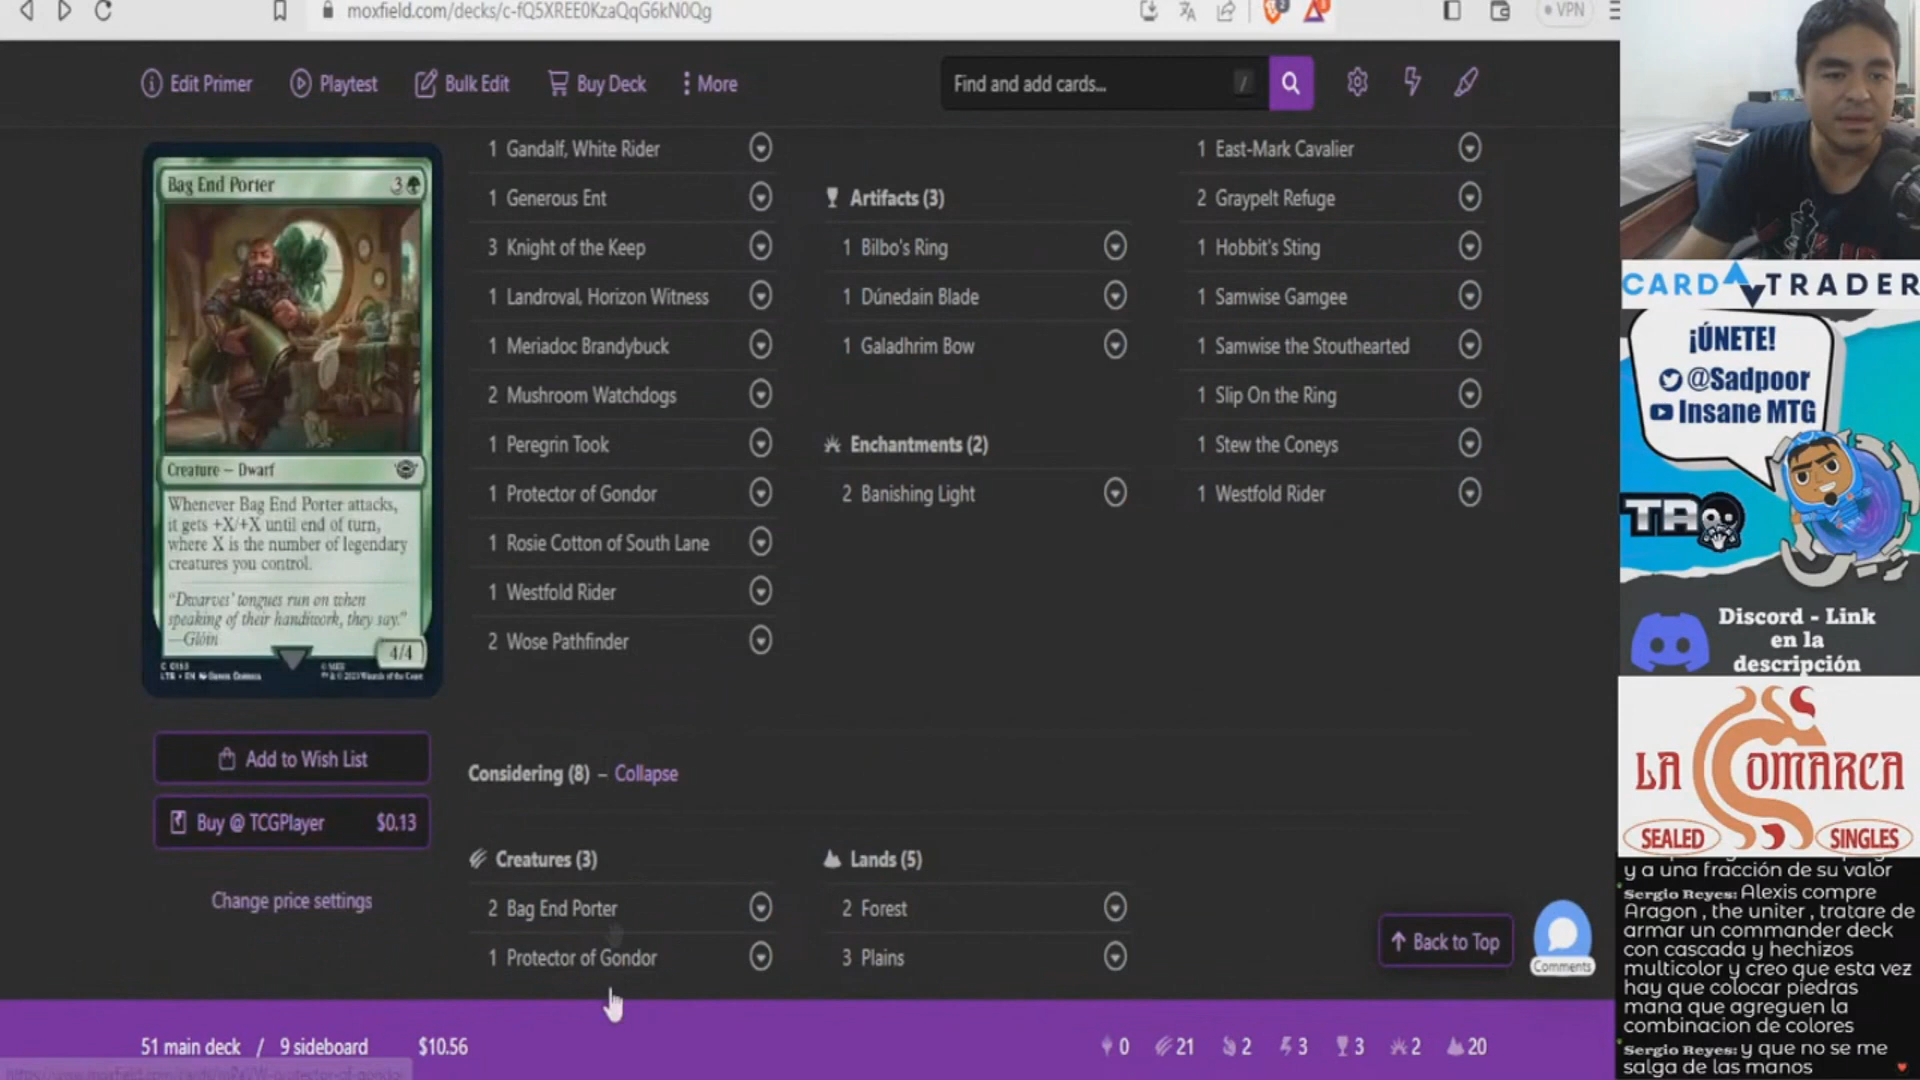 moxfield.com/decks/c-fQ5XREE0KzaQqG6kN0Qg
VPN
Edit Primer
Playtest
Bulk Edit
Buy Deck
More
Find and add cards...
/
Bag End Porter 3
Creature – Dwarf
Whenever Bag End Porter attacks,
it gets +X/+X until end of turn,
where X is the number of legendary
creatures you control.
"Dwarves' tongues run on when
speaking of their handiwork, they say."
—Glóin
4/4
Add to Wish List
Buy @ TCGPlayer $0.13
Change price settings
1 Gandalf, White Rider
1 Generous Ent
3 Knight of the Keep
1 Landroval, Horizon Witness
1 Meriadoc Brandybuck
2 Mushroom Watchdogs
1 Peregrin Took
1 Protector of Gondor
1 Rosie Cotton of South Lane
1 Westfold Rider
2 Wose Pathfinder
Artifacts (3)
1 Bilbo's Ring
1 Dúnedain Blade
1 Galadhrim Bow
Enchantments (2)
2 Banishing Light
1 East-Mark Cavalier
2 Graypelt Refuge
1 Hobbit's Sting
1 Samwise Gamgee
1 Samwise the Stouthearted
1 Slip On the Ring
1 Stew the Coneys
1 Westfold Rider
Considering (8) – Collapse
Creatures (3)
2 Bag End Porter
1 Protector of Gondor
Lands (5)
2 Forest
3 Plains
Back to Top
Comments
51 main deck / 9 sideboard $10.56
0 21 2 3 3 2 20
CARD TRADER
¡ÚNETE!
@Sadpoor
Insane MTG
Discord - Link
en la
descripción
LA COMARCA
SEALED SINGLES
y a una fracción de su valor
Sergio Reyes: Alexis compre
Aragon , the uniter , tratare de
armar un commander deck
con cascada y hechizos
multicolor y creo que esta vez
hay que colocar piedras
mana que agreguen la
combinacion de colores
Sergio Reyes: y que no se me
salga de las manos